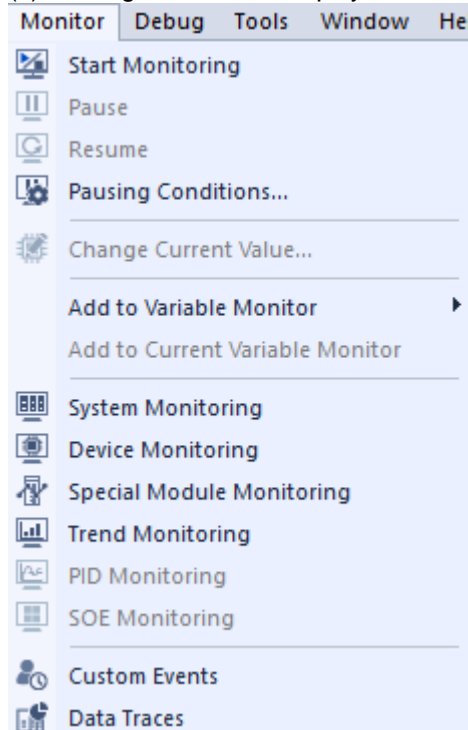 Monitor Debug Tools Window He
Start Monitoring
Pause
Resume
Pausing Conditions...
Change Current Value...
Add to Variable Monitor
Add to Current Variable Monitor
System Monitoring
Device Monitoring
Special Module Monitoring
Trend Monitoring
PID Monitoring
SOE Monitoring
Custom Events
Data Traces